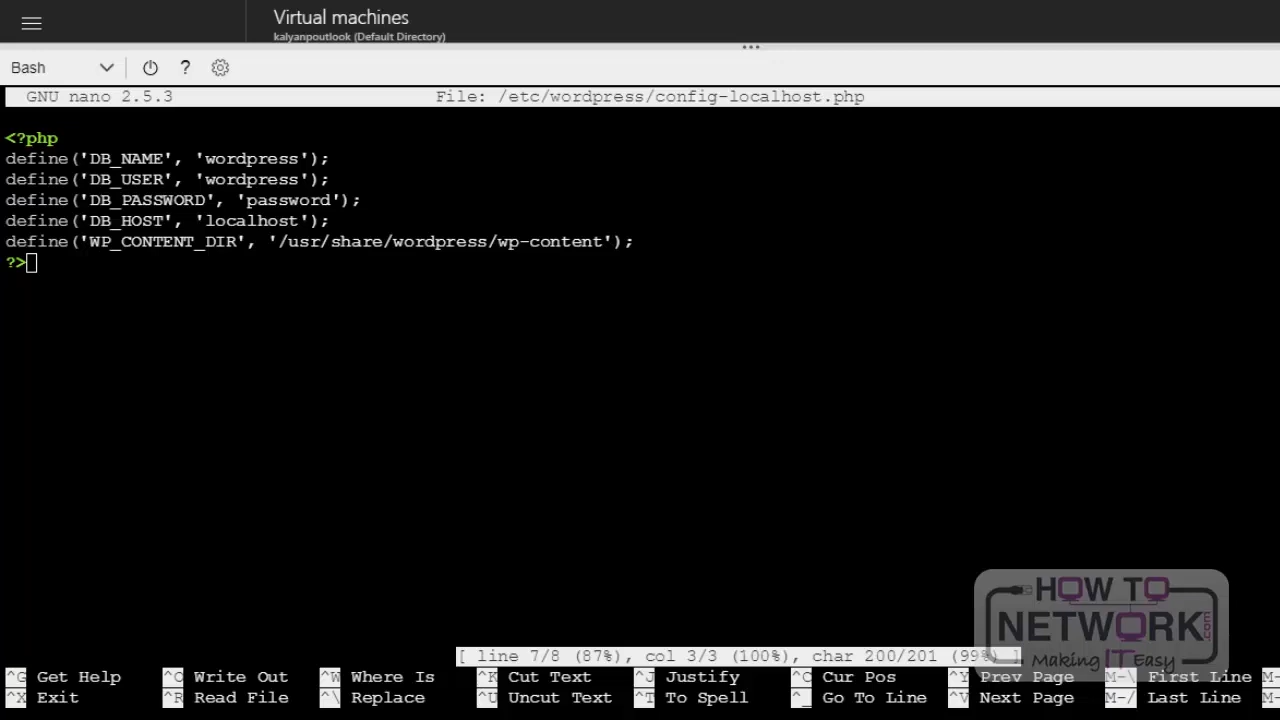 Virtual machines
kalyanpoutlook (Default Directory)
Bash
?
GNU nano 2.5.3 File: /etc/wordpress/config-localhost.php
<?php
define('DB_NAME', 'wordpress');
define('DB_USER', 'wordpress');
define('DB_PASSWORD', 'password');
define('DB_HOST', 'localhost');
define('WP_CONTENT_DIR', '/usr/share/wordpress/wp-content');
?>
HOW TO
NETWORK.com
Making IT Easy
[ line 7/8 (87%), col 3/3 (100%), char 200/201 (99%) ]
^G Get Help ^O Write Out ^W Where Is ^K Cut Text ^J Justify ^C Cur Pos ^Y Prev Page M-\ First Line M-
^X Exit ^R Read File ^\ Replace ^U Uncut Text ^T To Spell ^_ Go To Line ^V Next Page M-/ Last Line M-